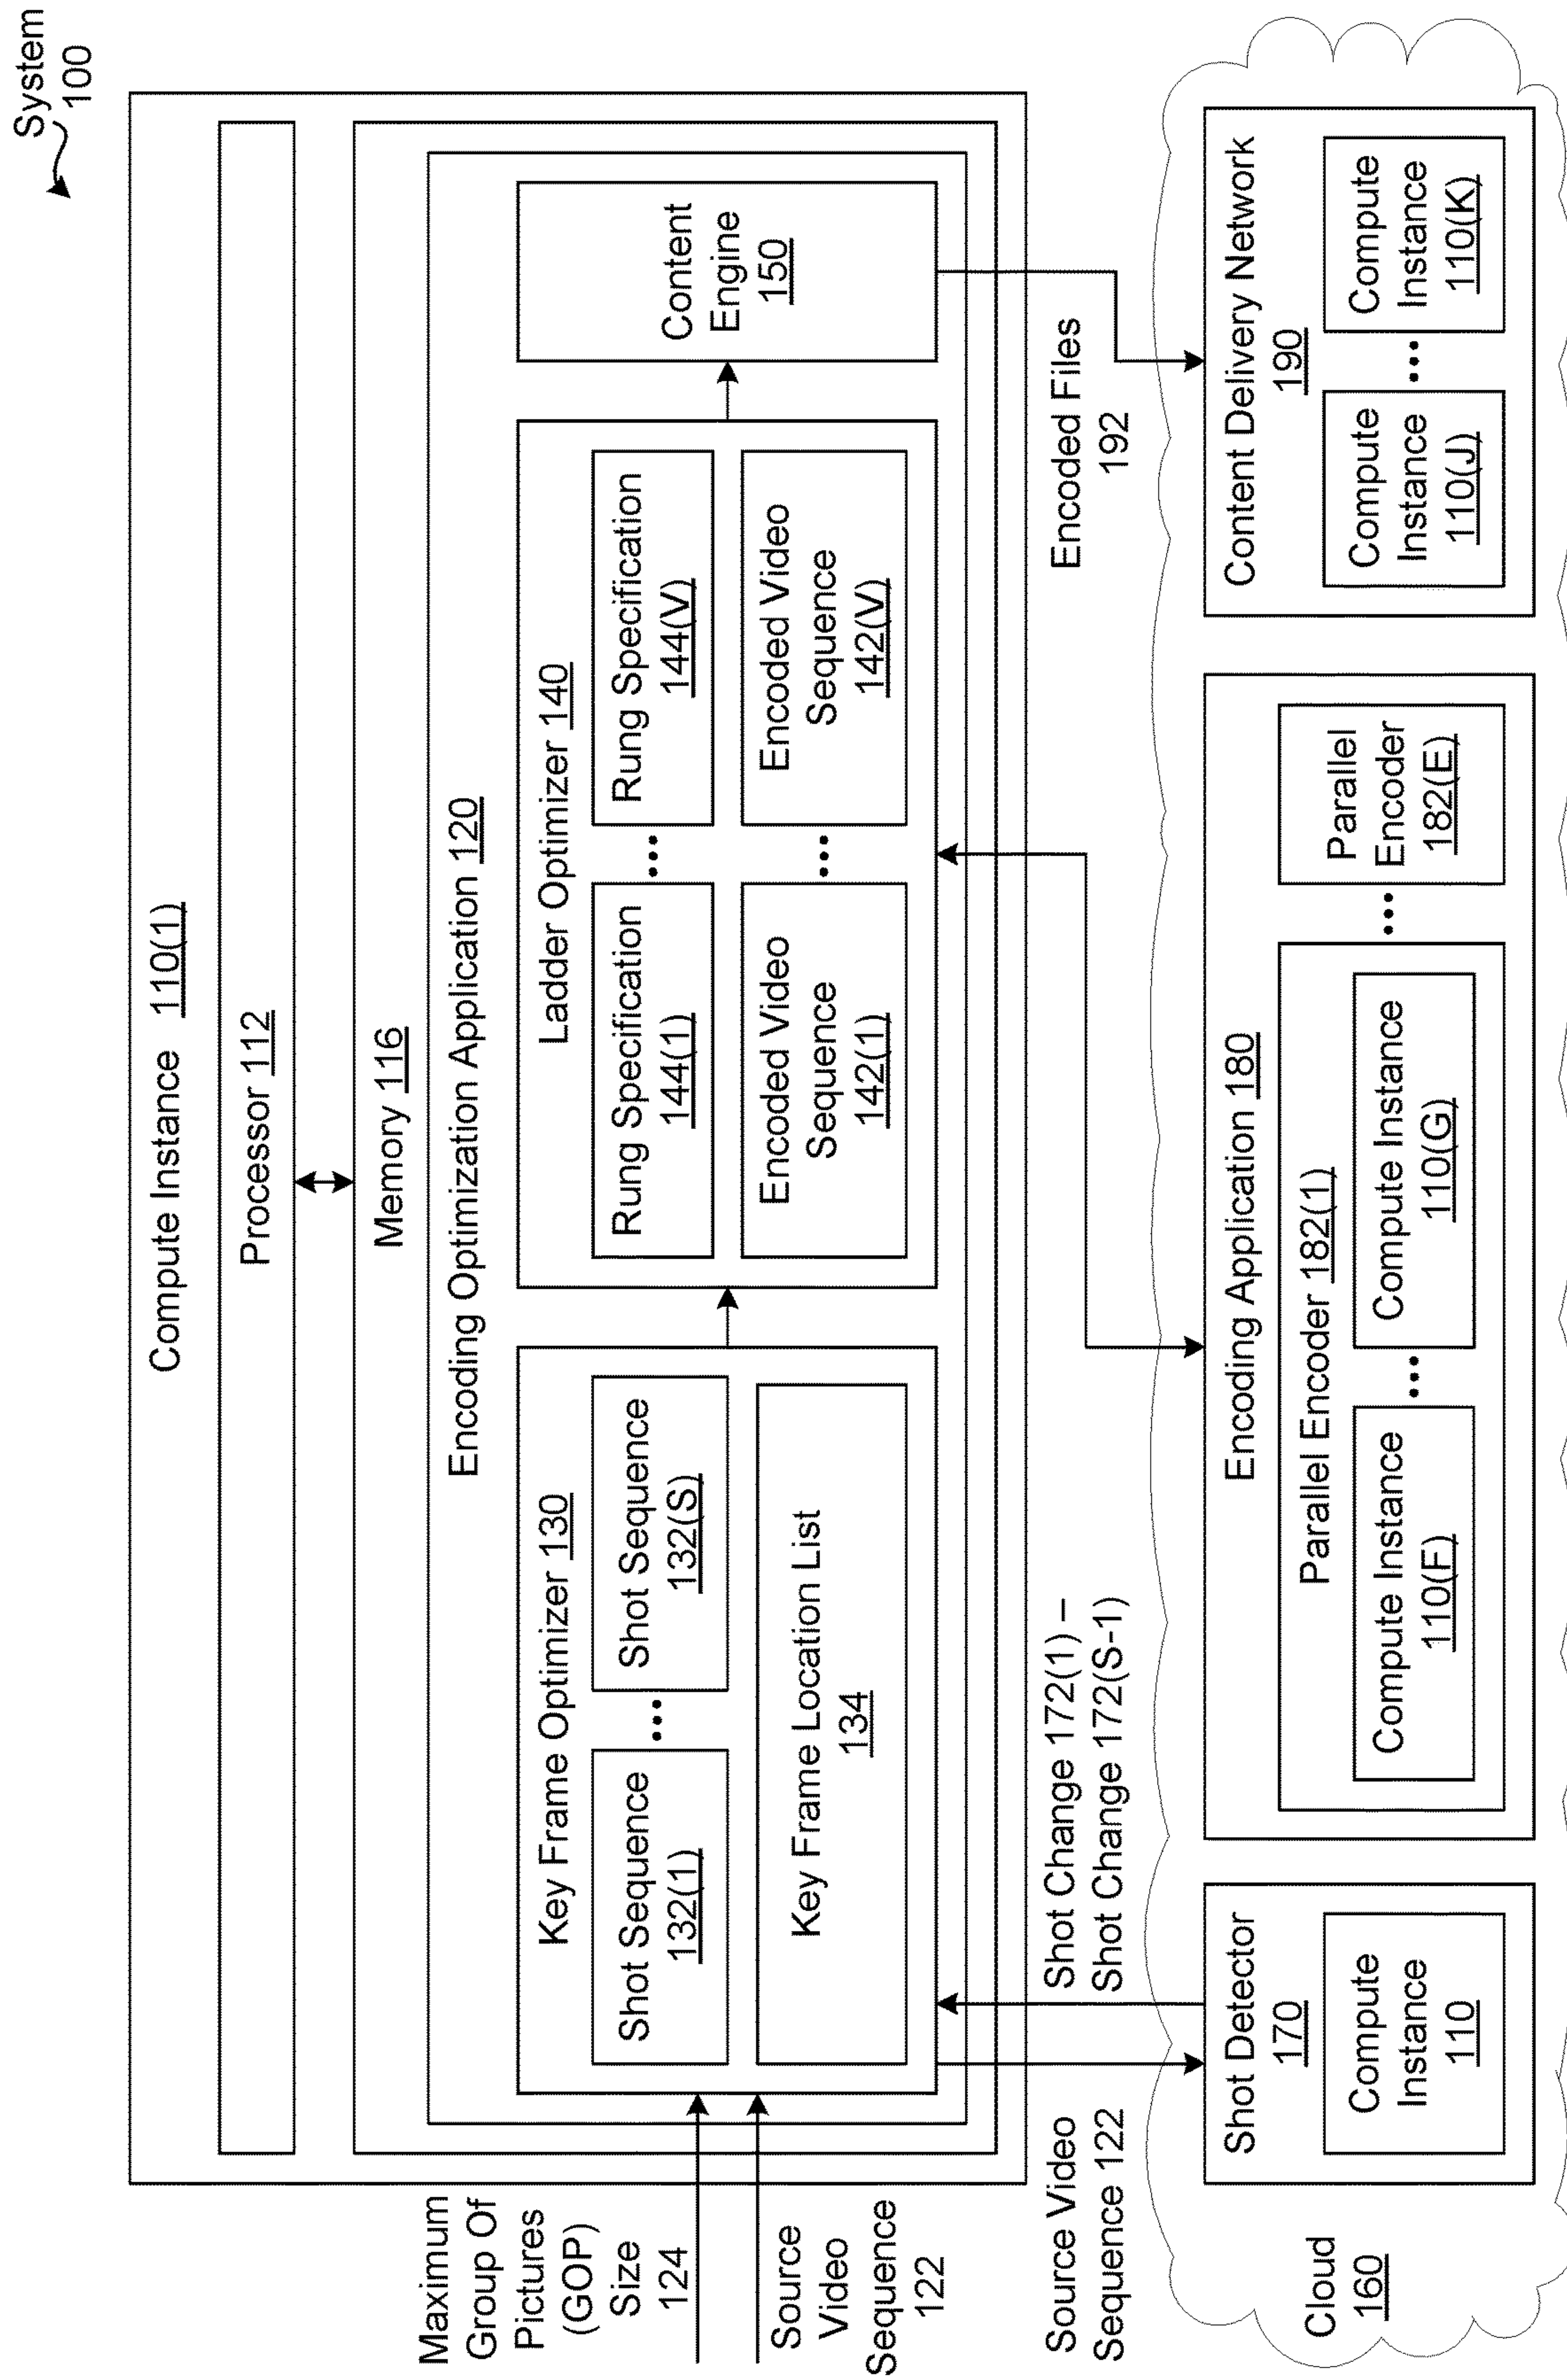 System
100
Compute Instance 110(1)
Processor 112
Memory 116
Encoding Optimization Application 120
Maximum
Group Of
Pictures
(GOP)
Size
124
Source
Video
Sequence
122
Key Frame Optimizer 130
Shot Sequence
132(1)
...
Shot Sequence
132(S)
Key Frame Location List
134
Ladder Optimizer 140
Rung Specification
144(1)
...
Rung Specification
144(V)
Encoded Video
Sequence
142(1)
...
Encoded Video
Sequence
142(V)
Content
Engine
150
Source Video
Sequence 122
Shot Change 172(1) –
Shot Change 172(S-1)
Encoded Files
192
Cloud
160
Shot Detector
170
Compute
Instance
110
Encoding Application 180
Parallel Encoder 182(1)
Compute Instance
110(F)
...
Compute Instance
110(G)
...
Parallel
Encoder
182(E)
Content Delivery Network
190
Compute
Instance
110(J)
...
Compute
Instance
110(K)